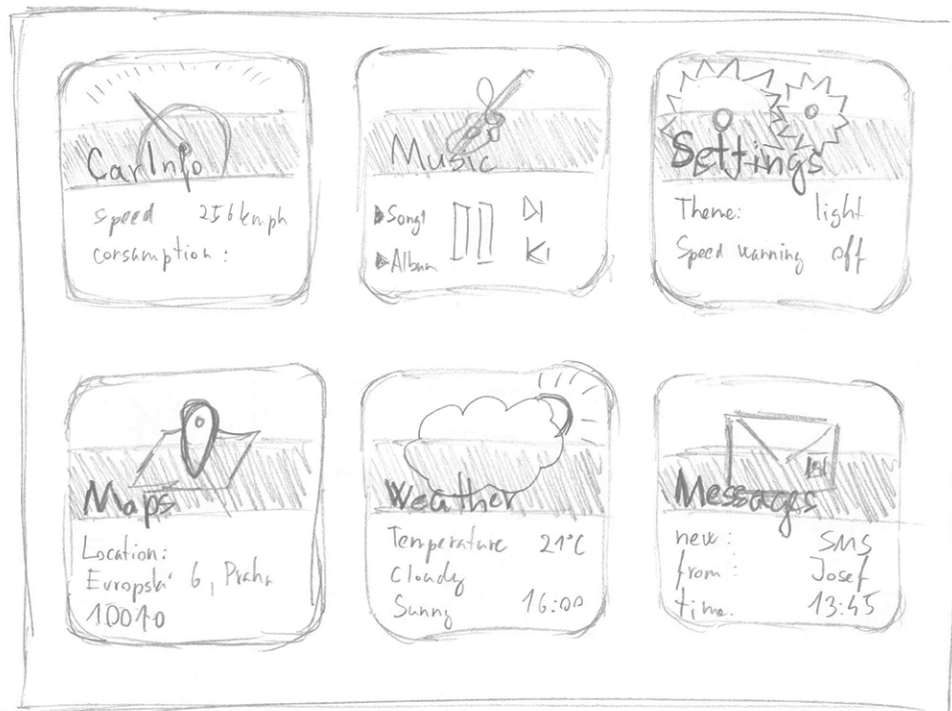 CarInfo
speed 256 kmph
consumption :
Music
Song1
Album
Settings
Theme: light
Speed warning off
Maps
Location:
Evropská 6, Praha
10010
Weather
Temperature 21°C
Cloudy
Sunny 16:00
Messages
new : SMS
from : Josef
time. 13:45